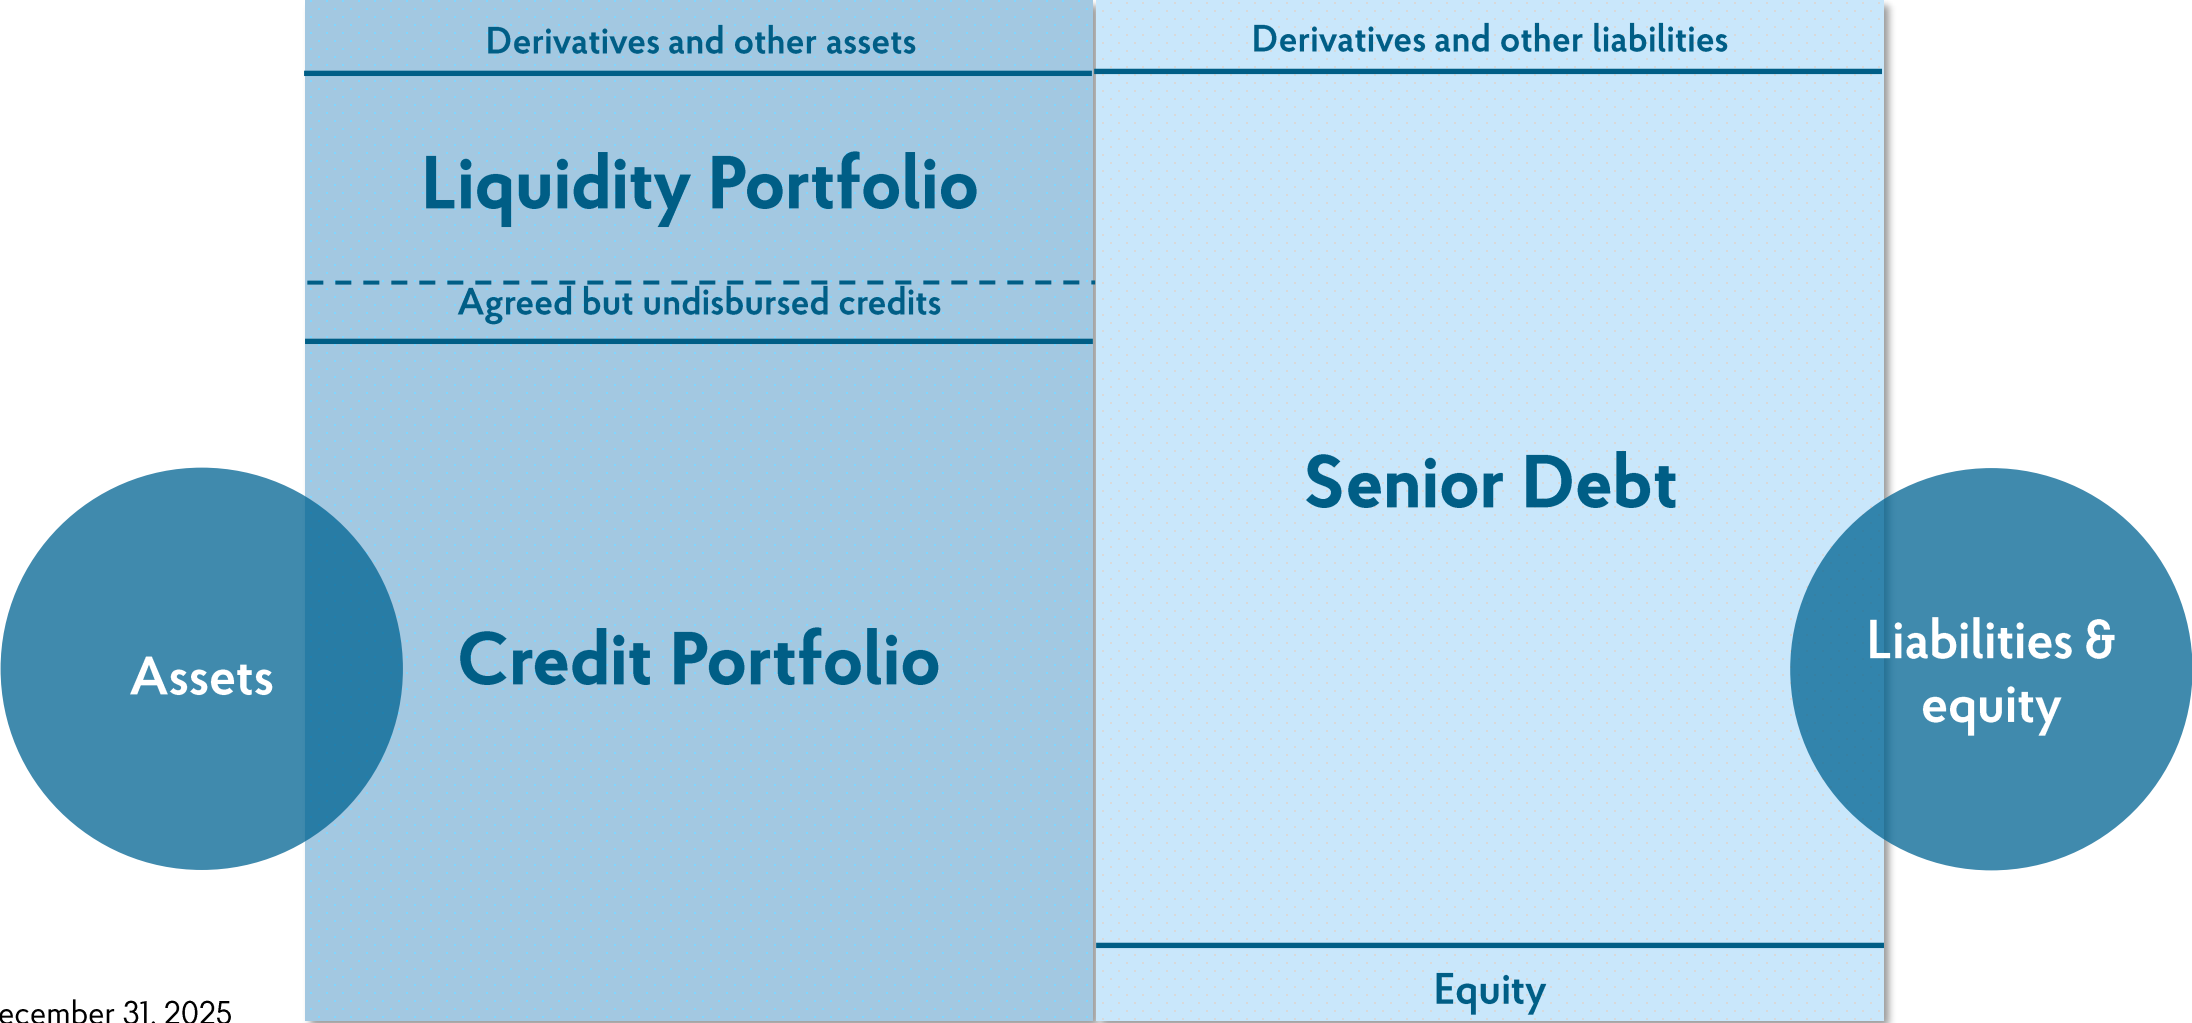 Derivatives and other assets
Liquidity Portfolio
Agreed but undisbursed credits
Credit Portfolio
Assets
Derivatives and other liabilities
Senior Debt
Equity
Liabilities &
equity
ecember 31, 2025